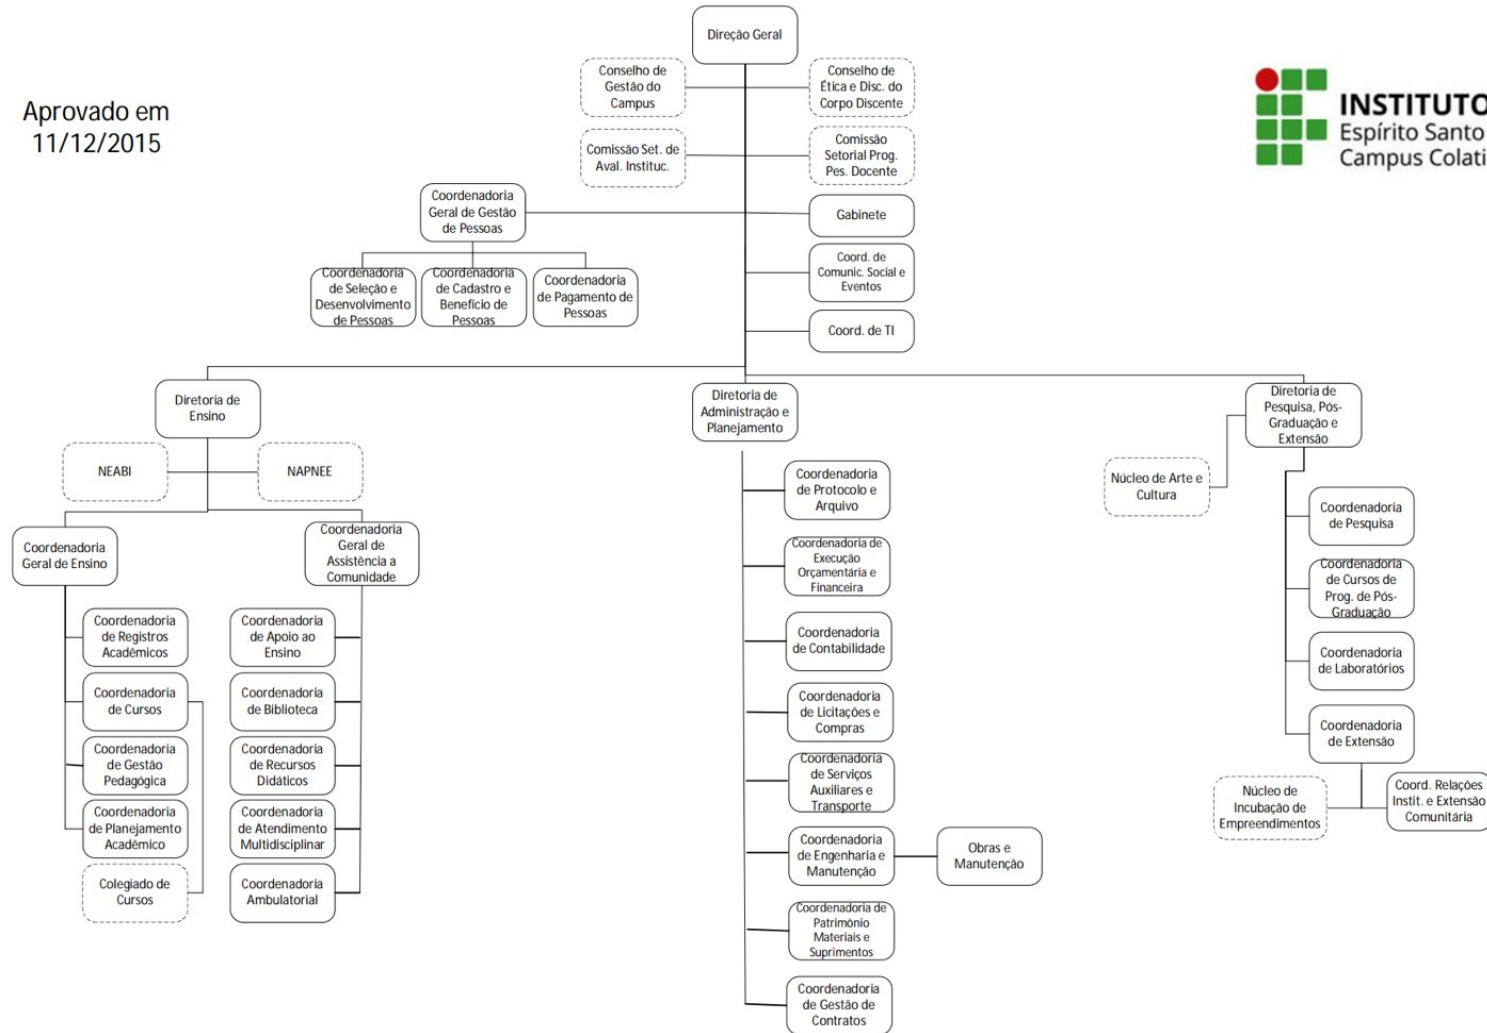 Direção Geral
Conselho de
Gestão do
Campus
Conselho de
Ética e Disc. do
Corpo Discente
Aprovado em
11/12/2015
INSTITUTO
Espírito Santo
Campus Colati
Comissão Set. de
Aval. Instituc.
Comissão
Setorial Prog.
Pes. Docente
Coordenadoria
Geral de Gestão
de Pessoas
Gabinete
Coord. de
Comunic. Social e
Eventos
Coordenadoria
de Seleção e
Desenvolvimento
de Pessoas
Coordenadoria
de Cadastro e
Benefício de
Pessoas
Coordenadoria
de Pagamento de
Pessoas
Coord. de TI
Diretoria de
Ensino
Diretoria de
Administração e
Planejamento
Diretoria de
Pesquisa, Pós-
Graduação e
Extensão
NEABI
NAPNEE
Coordenadoria
Geral de Ensino
Coordenadoria
Geral de
Assistência a
Comunidade
Coordenadoria
de Registros
Acadêmicos
Coordenadoria
de Cursos
Coordenadoria
de Gestão
Pedagógica
Coordenadoria
de Planejamento
Acadêmico
Colegiado de
Cursos
Coordenadoria
de Apoio ao
Ensino
Coordenadoria
de Biblioteca
Coordenadoria
de Recursos
Didáticos
Coordenadoria
de Atendimento
Multidisciplinar
Coordenadoria
Ambulatorial
Coordenadoria
de Protocolo e
Arquivo
Coordenadoria de
Execução
Orçamentária e
Financeira
Coordenadoria
de Contabilidade
Coordenadoria
de Licitações e
Compras
Coordenadoria
de Serviços
Auxiliares e
Transporte
Coordenadoria
de Engenharia e
Manutenção
Obras e
Manutenção
Coordenadoria de
Patrimônio
Materiais e
Suprimentos
Coordenadoria
de Gestão de
Contratos
Núcleo de Arte e
Cultura
Coordenadoria
de Pesquisa
Coordenadoria
de Cursos de
Prog. de Pós-
Graduação
Coordenadoria
de Laboratórios
Coordenadoria
de Extensão
Núcleo de
Incubação de
Empreendimentos
Coord. Relações
Instit. e Extensão
Comunitária